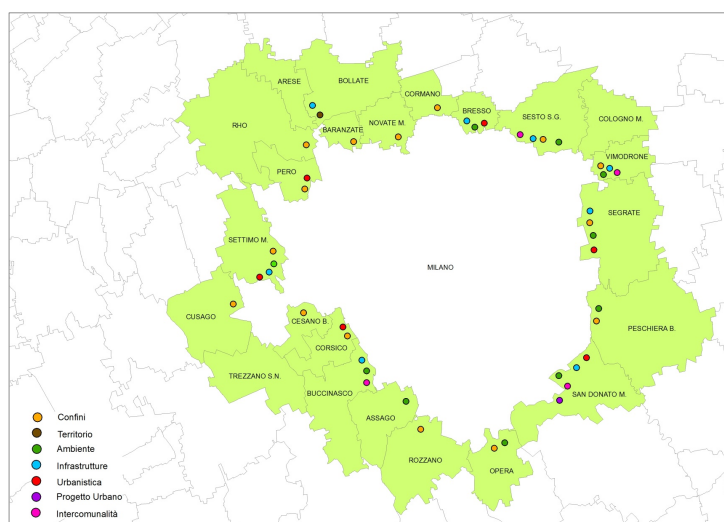 ARESE
BOLLATE
CORMANO
BRESSO
SESTO S.G.
COLOGNO M.
RHO
BARANZATE
NOVATE M.
VIMODRONE
PERO
SEGRATE
SETTIMO M.
MILANO
CUSAGO
CESANO B.
PESCHIERA B.
CORSICO
TREZZANO S.N.
BUCCINASCO
SAN DONATO M.
ASSAGO
ROZZANO
OPERA
Confini
Territorio
Ambiente
Infrastrutture
Urbanistica
Progetto Urbano
Intercomunalità